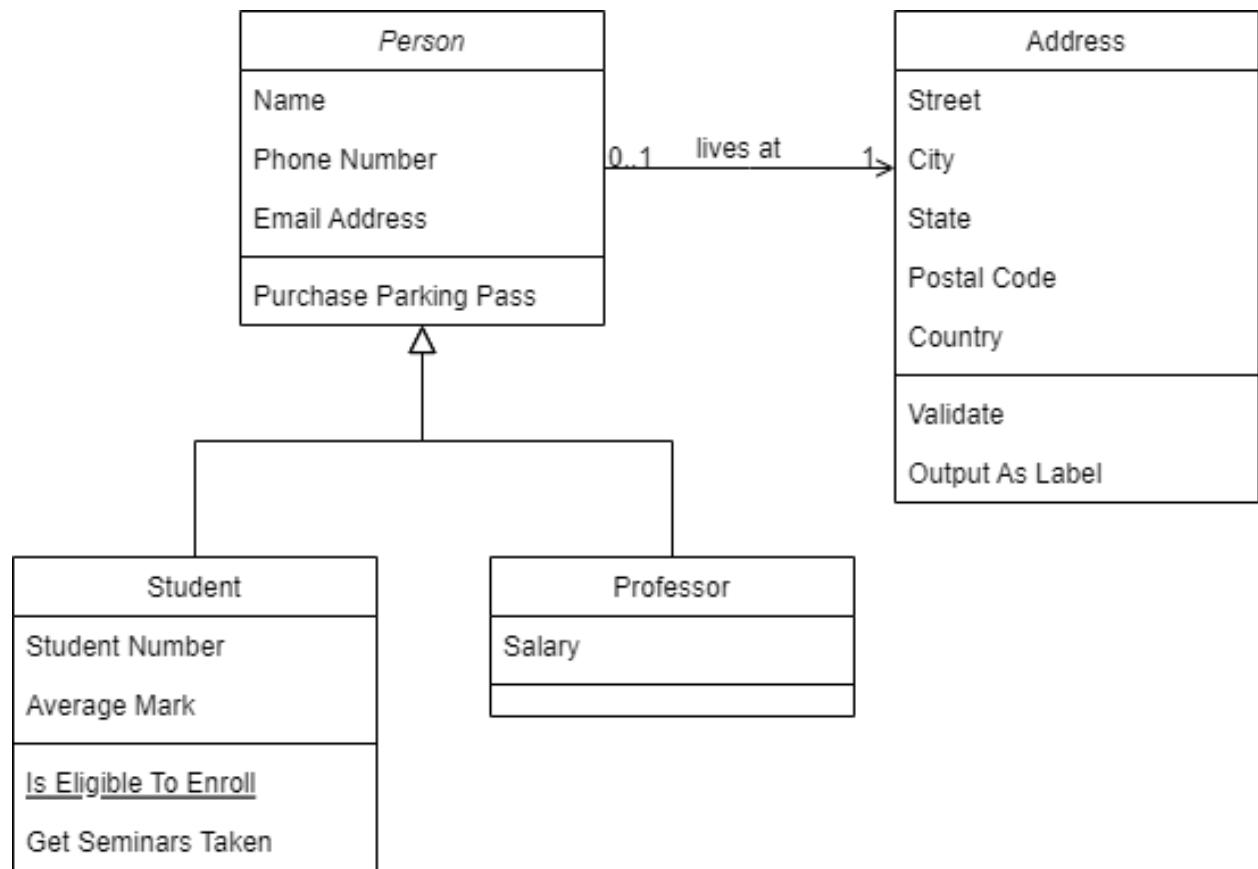 Person
Name
Phone Number
Email Address
Purchase Parking Pass
0..1
lives at
1
Address
Street
City
State
Postal Code
Country
Validate
Output As Label
Student
Student Number
Average Mark
Is Eligible To Enroll
Get Seminars Taken
Professor
Salary